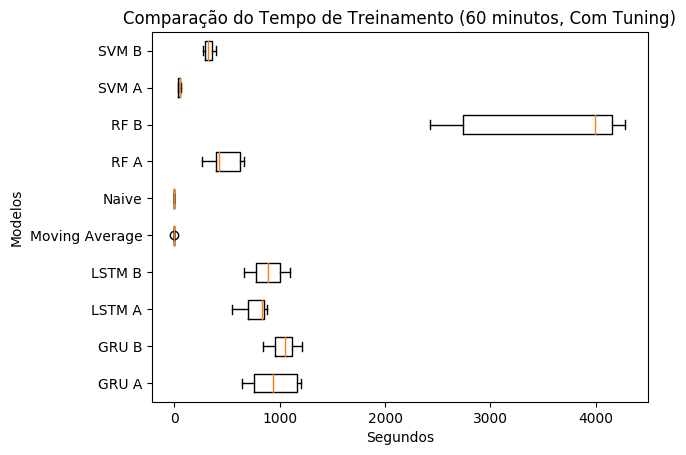 Comparação do Tempo de Treinamento (60 minutos, Com Tuning)
SVM B
SVM A
RF B
RF A
Naive
Moving Average
LSTM B
LSTM A
GRU B
GRU A
Modelos
0 1000 2000 3000 4000
Segundos